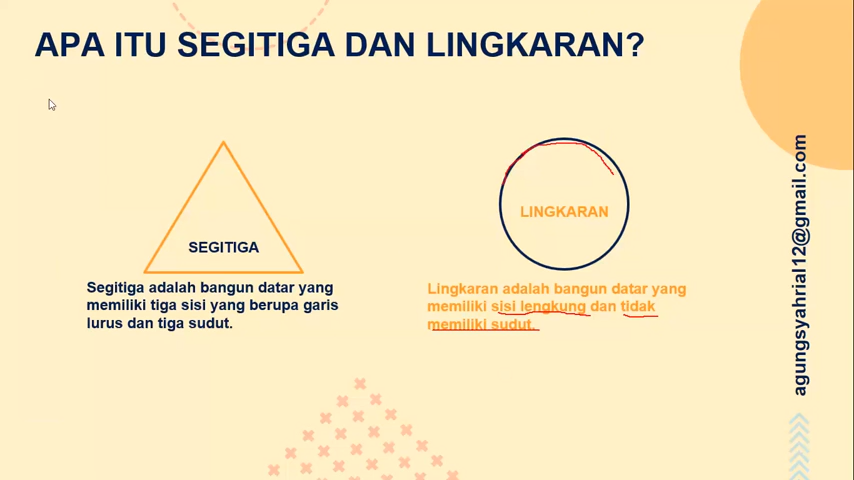 APA ITU SEGITIGA DAN LINGKARAN?
SEGITIGA
Segitiga adalah bangun datar yang
memiliki tiga sisi yang berupa garis
lurus dan tiga sudut.
LINGKARAN
Lingkaran adalah bangun datar yang
memiliki sisi lengkung dan tidak
memiliki sudut.
agungsyahrial12@gmail.com